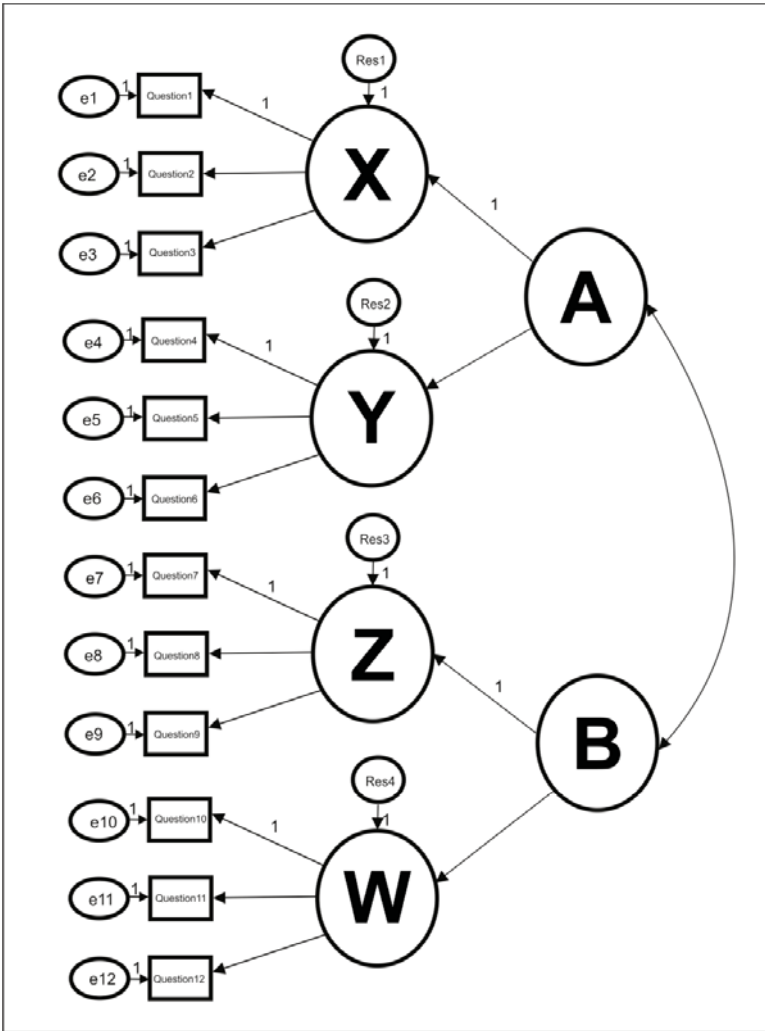 Res1
1
e1
1
Question1
1
X
e2
1
Question2
e3
1
Question3
1
A
Res2
1
e4
1
Question4
1
Y
e5
1
Question5
e6
1
Question6
Res3
1
e7
1
Question7
1
Z
e8
1
Question8
e9
1
Question9
1
B
Res4
1
e10
1
Question10
1
W
e11
1
Question11
e12
1
Question12